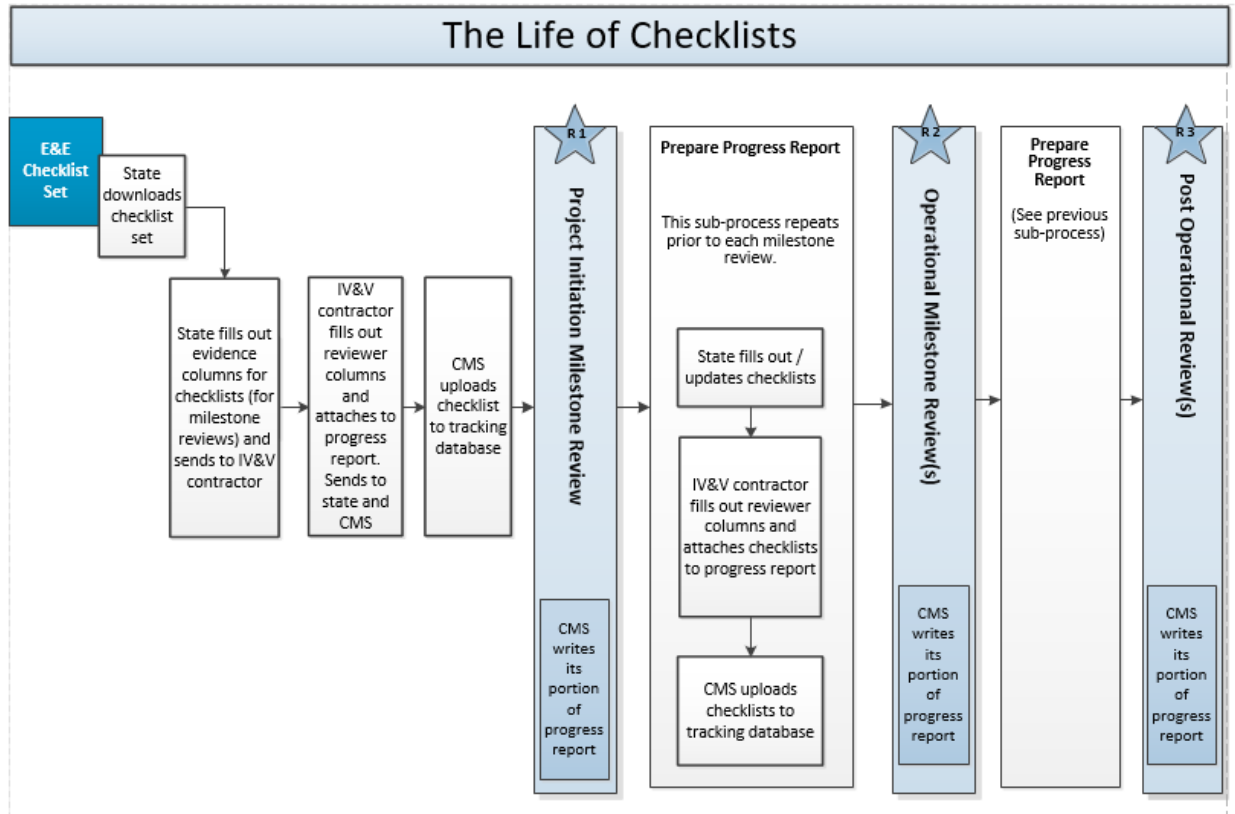 The Life of Checklists
E&E
Checklist
Set
State
downloads
checklist
set
State fills out
evidence
columns for
checklists (for
milestone
reviews) and
sends to IV&V
contractor
IV&V
contractor
fills out
reviewer
columns
and
attaches to
progress
report.
Sends to
state and
CMS
CMS
uploads
checklist
to tracking
database
R 1
Project Initiation Milestone Review
CMS
writes
its
portion
of
progress
report
Prepare Progress Report
This sub-process repeats
prior to each milestone
review.
State fills out /
updates checklists
IV&V contractor
fills out reviewer
columns and
attaches checklists
to progress report
CMS uploads
checklists to
tracking database
R 2
Operational Milestone Review(s)
CMS
writes
its
portion
of
progress
report
Prepare
Progress
Report
(See previous
sub-process)
R 3
Post Operational Review(s)
CMS
writes
its
portion
of
progress
report